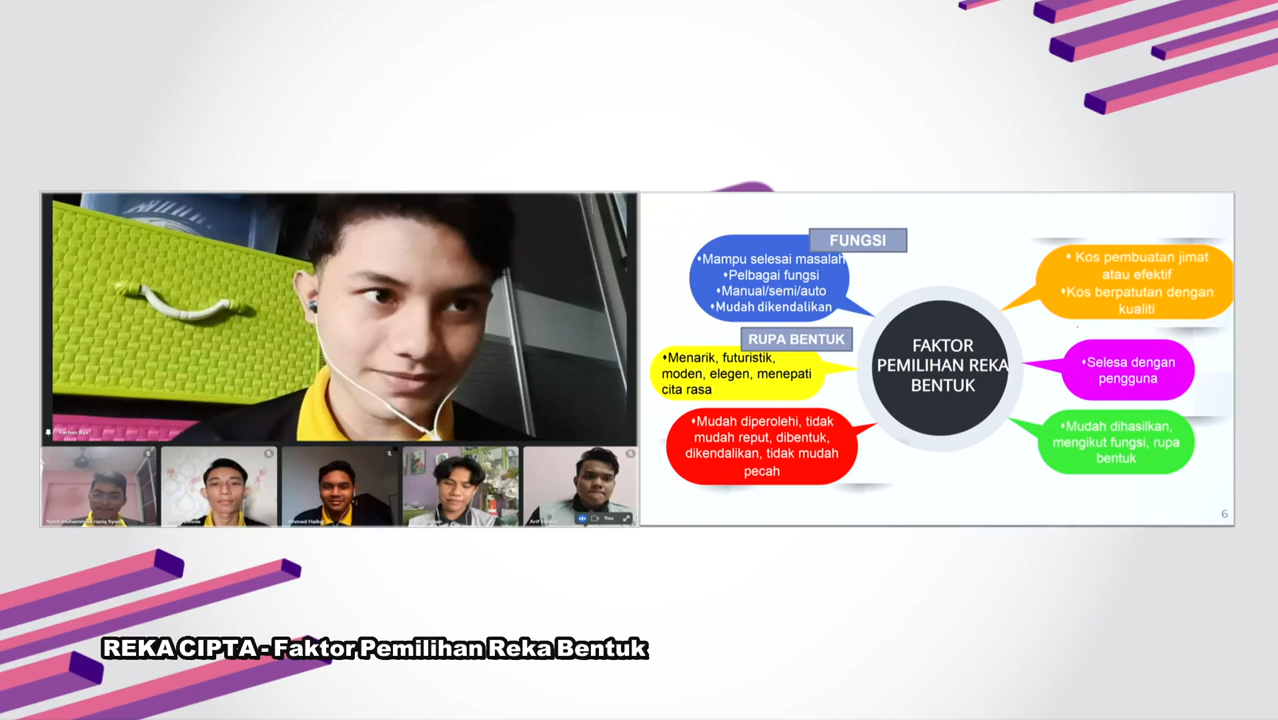 FUNGSI
•Mampu selesai masalah
•Pelbagai fungsi
•Manual/semi/auto
•Mudah dikendalikan
RUPA BENTUK
•Menarik, futuristik,
moden, elegen, menepati
cita rasa
•Mudah diperolehi, tidak
mudah reput, dibentuk,
dikendalikan, tidak mudah
pecah
FAKTOR
PEMILIHAN REKA
BENTUK
• Kos pembuatan jimat
atau efektif
•Kos berpatutan dengan
kualiti
•Selesa dengan
pengguna
•Mudah dihasilkan,
mengikut fungsi, rupa
bentuk
6
You
REKA CIPTA - Faktor Pemilihan Reka Bentuk